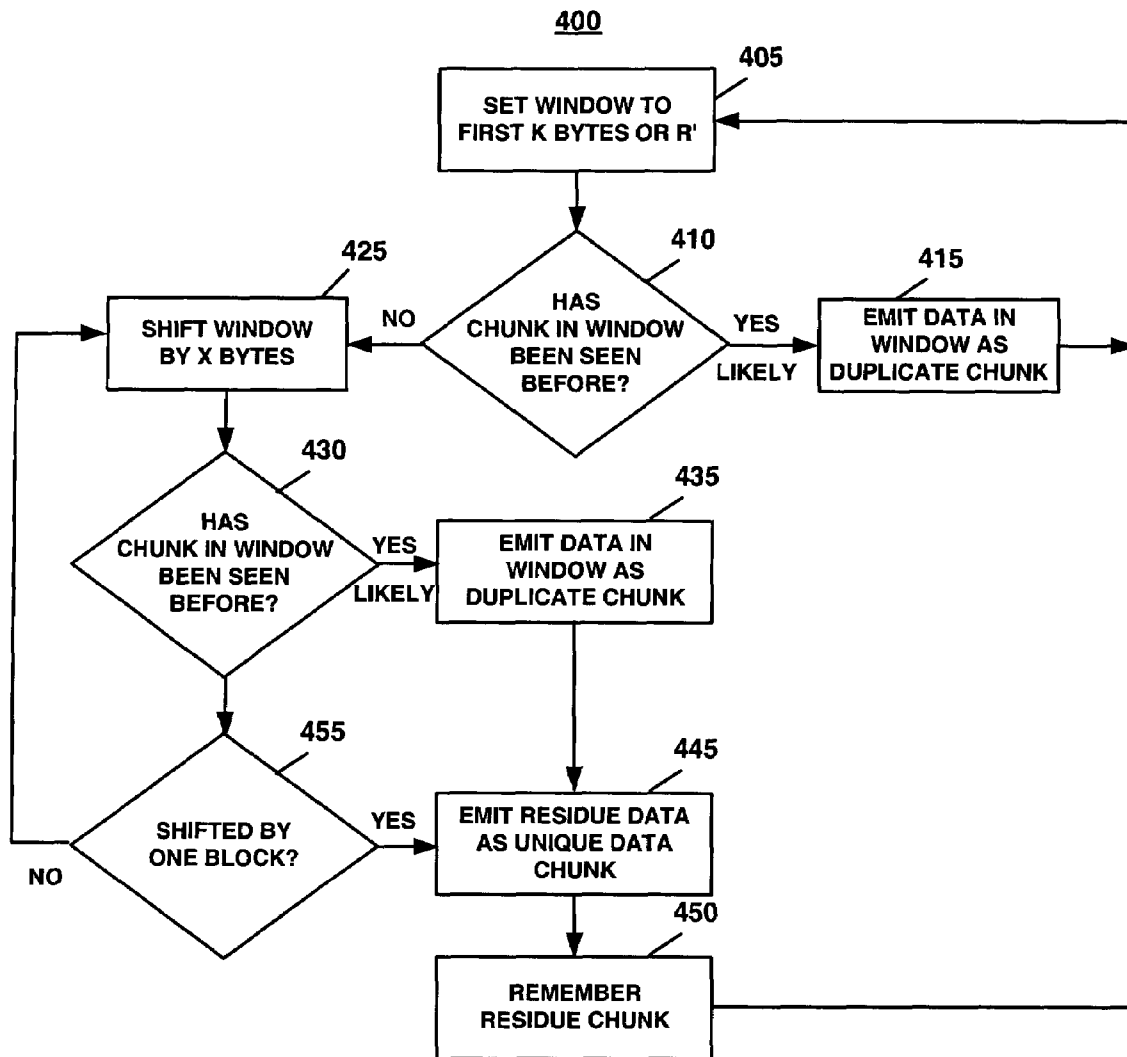 400
405
SET WINDOW TO
FIRST K BYTES OR R'
410
HAS
CHUNK IN WINDOW
BEEN SEEN
BEFORE?
NO
YES
LIKELY
415
EMIT DATA IN
WINDOW AS
DUPLICATE CHUNK
425
SHIFT WINDOW
BY X BYTES
430
HAS
CHUNK IN WINDOW
BEEN SEEN
BEFORE?
YES
LIKELY
435
EMIT DATA IN
WINDOW AS
DUPLICATE CHUNK
455
SHIFTED BY
ONE BLOCK?
NO
YES
445
EMIT RESIDUE DATA
AS UNIQUE DATA
CHUNK
450
REMEMBER
RESIDUE CHUNK